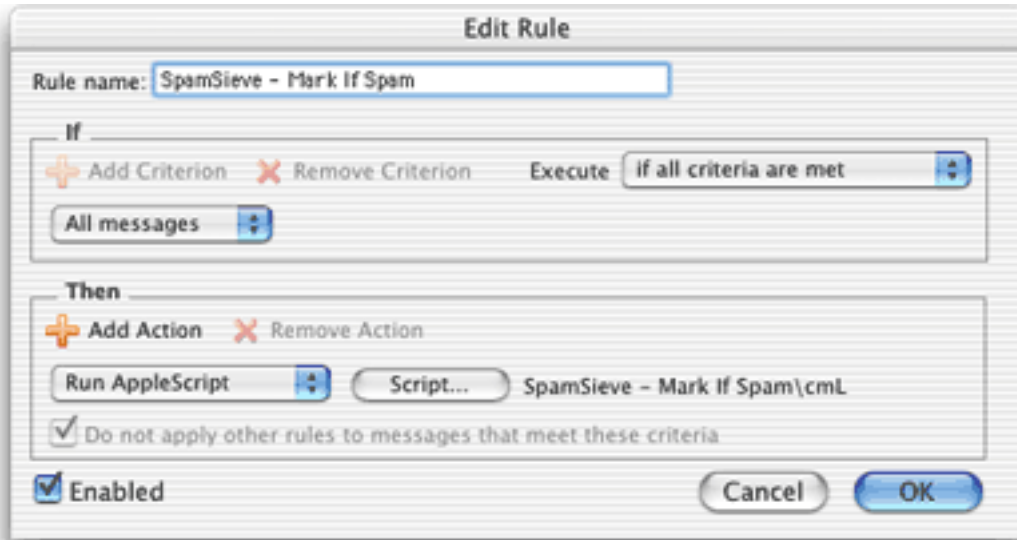 Edit Rule
Rule name: SpamSieve - Mark If Spam
If
Add Criterion Remove Criterion Execute if all criteria are met
All messages
Then
Add Action Remove Action
Run AppleScript Script... SpamSieve - Mark If Spam\cmL
Do not apply other rules to messages that meet these criteria
Enabled Cancel OK